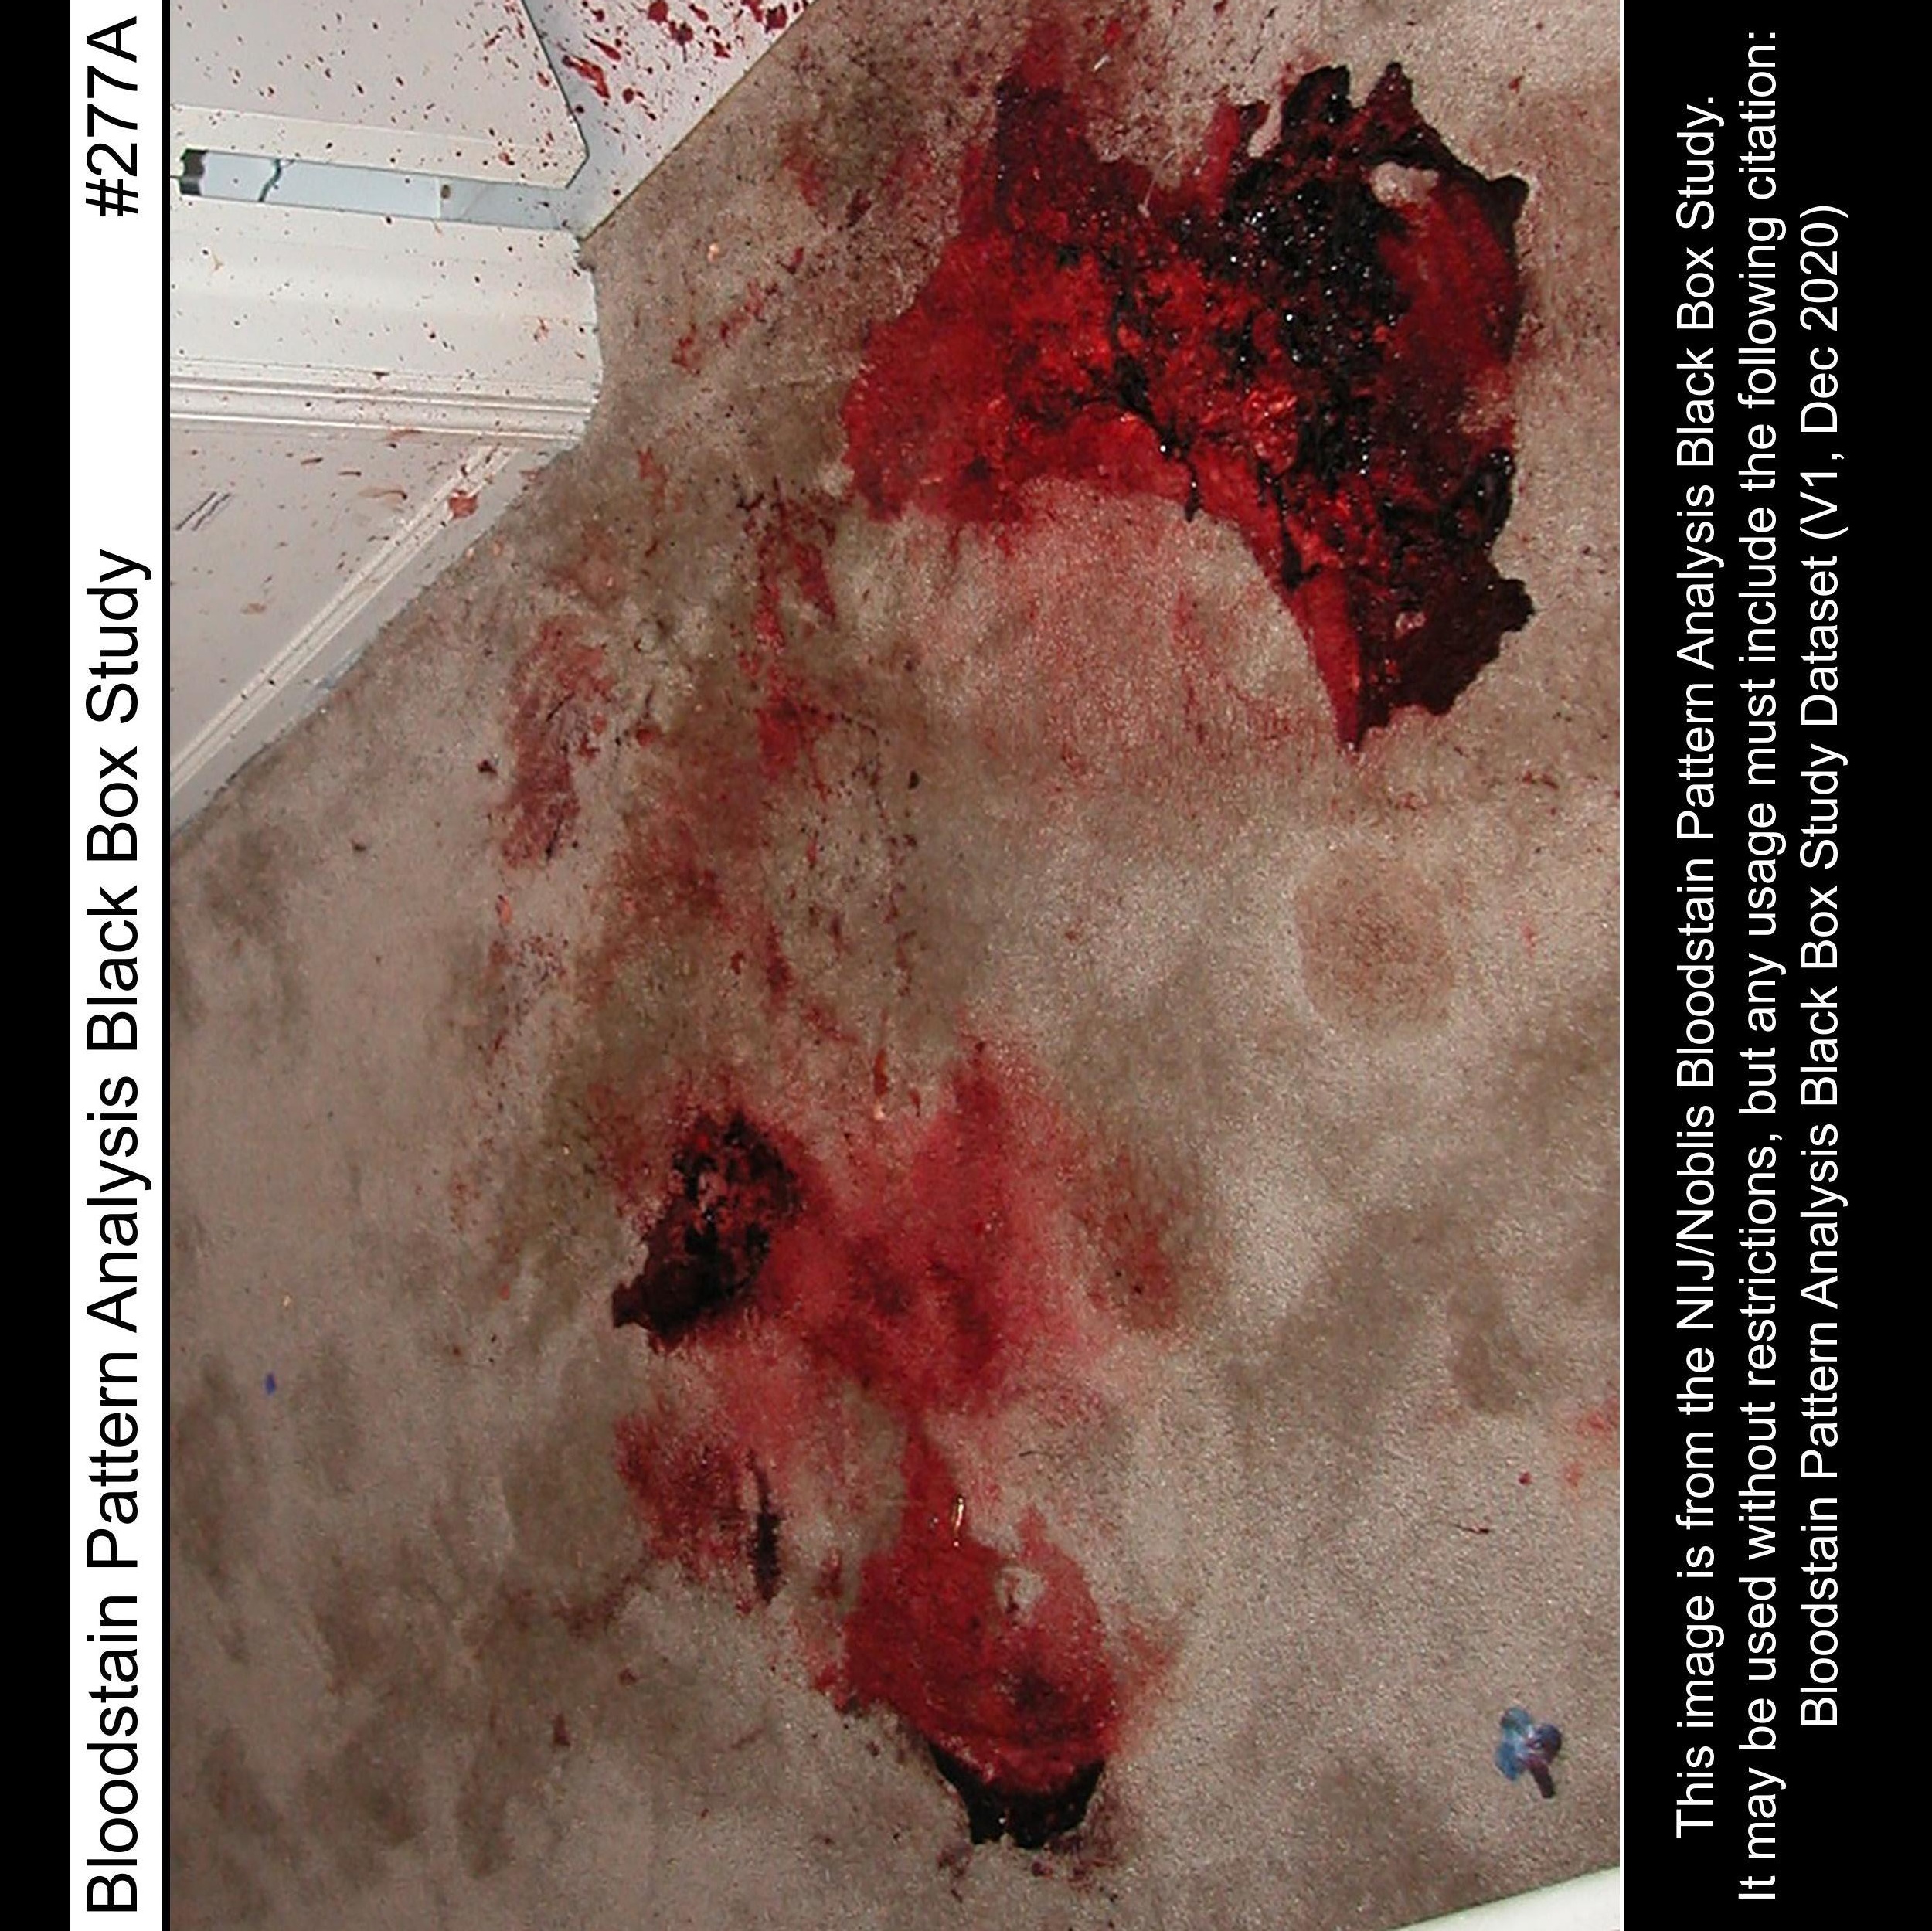 Bloodstain Pattern Analysis Black Box Study #277A
This image is from the NIJ/Noblis Bloodstain Pattern Analysis Black Box Study.
It may be used without restrictions, but any usage must include the following citation:
Bloodstain Pattern Analysis Black Box Study Dataset (V1, Dec 2020)